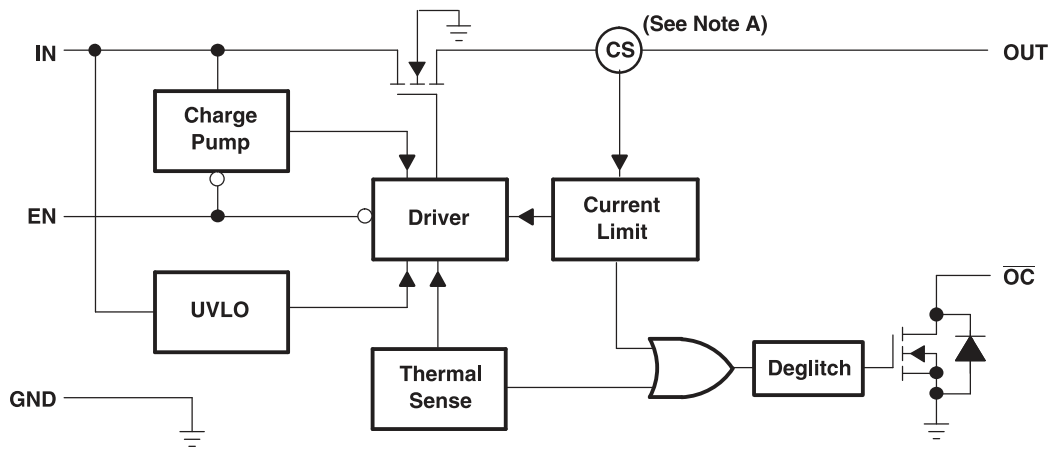 (See Note A)
IN
CS
OUT
Charge
Pump
EN
Driver
Current
Limit
OC
UVLO
Thermal
Sense
Deglitch
GND